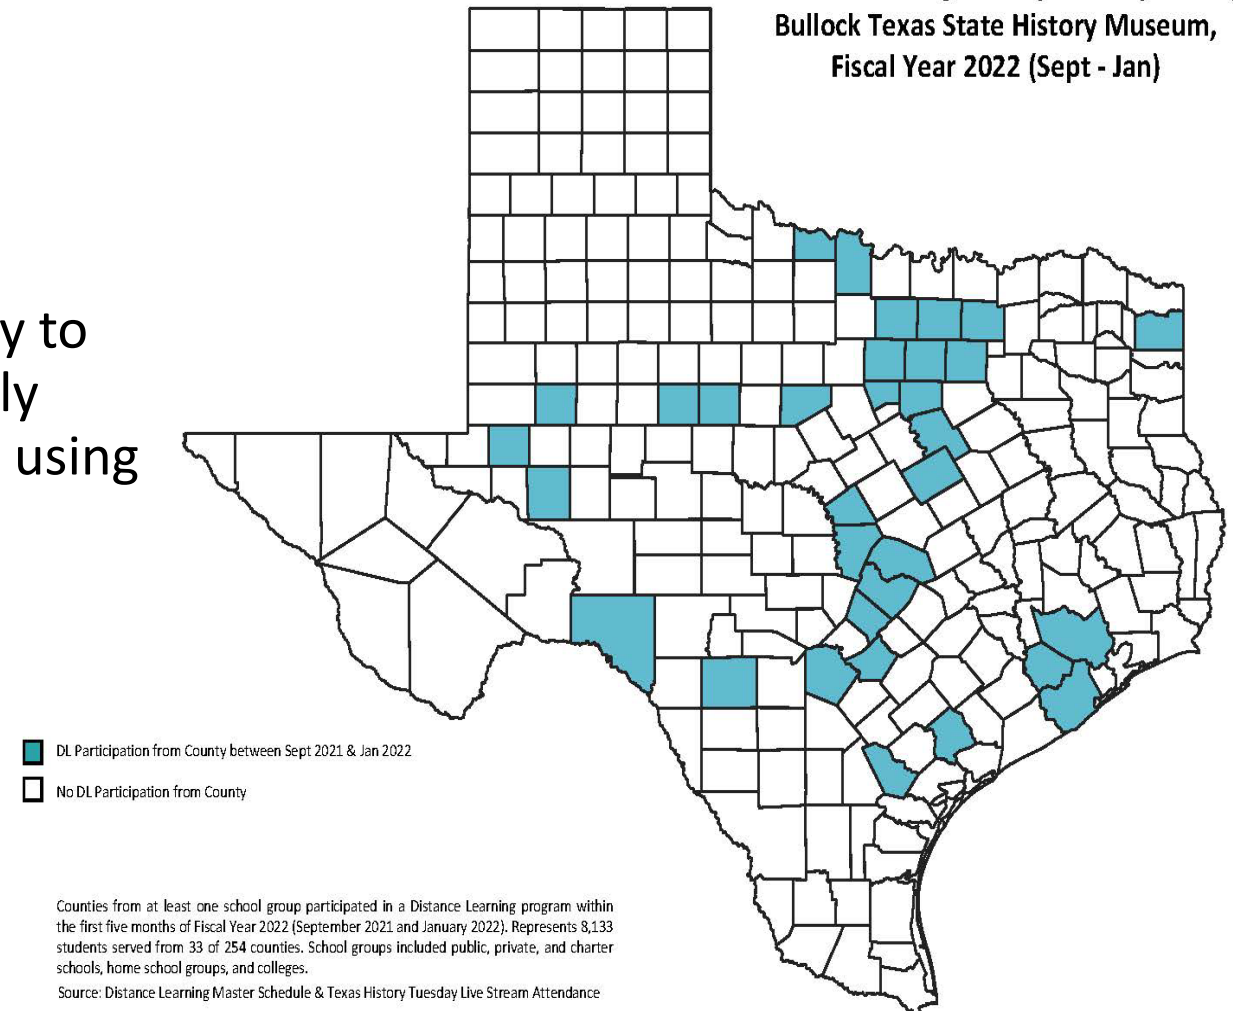 Bullock Texas State History Museum,
Fiscal Year 2022 (Sept - Jan)
y to
ly
using
DL Participation from County between Sept 2021 & Jan 2022
No DL Participation from County
Counties from at least one school group participated in a Distance Learning program within
the first five months of Fiscal Year 2022 (September 2021 and January 2022). Represents 8,133
students served from 33 of 254 counties. School groups included public, private, and charter
schools, home school groups, and colleges.
Source: Distance Learning Master Schedule & Texas History Tuesday Live Stream Attendance